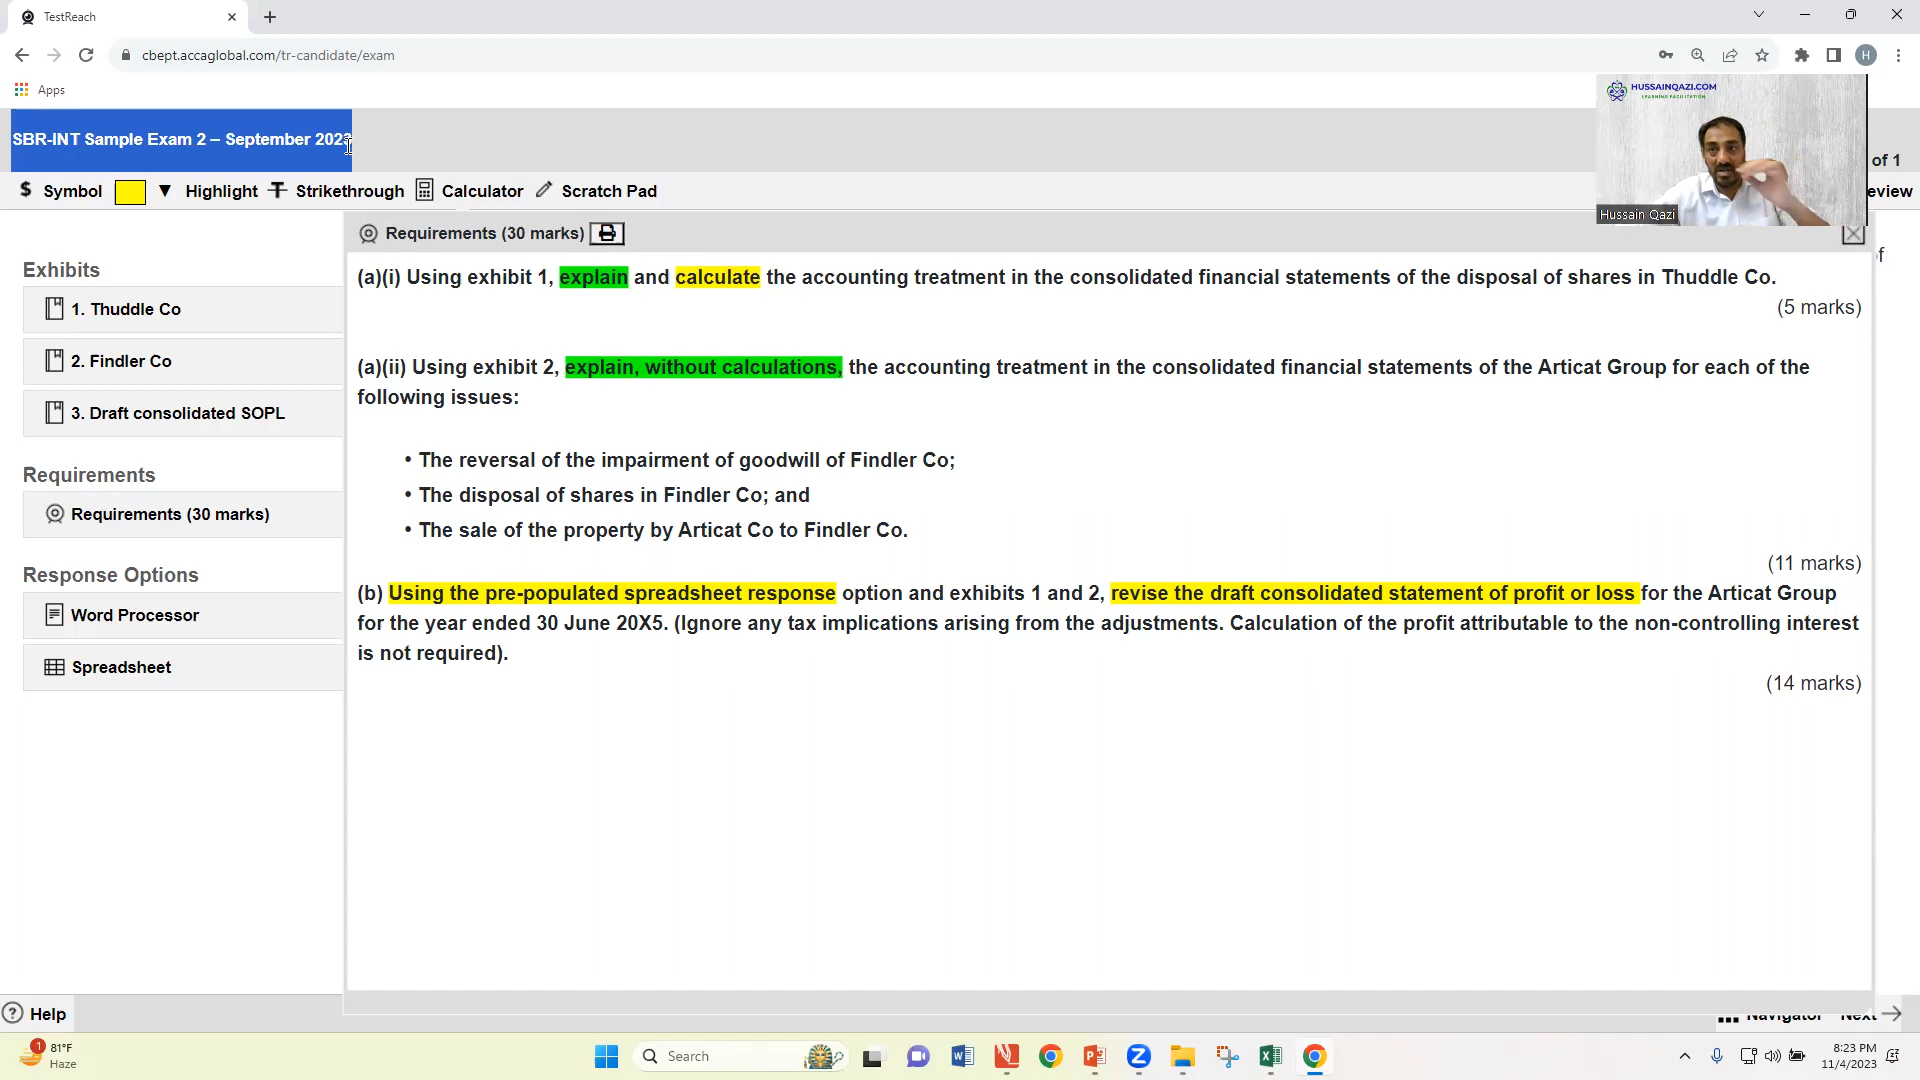 TestReach
cbept.accaglobal.com/tr-candidate/exam
H
Apps
HUSSAINQAZI.COM
LEARNING FACILITATION
SBR-INT Sample Exam 2 – September 2023
of 1
$ Symbol Highlight Strikethrough Calculator Scratch Pad
eview
Hussain Qazi
Requirements (30 marks)
of
Exhibits
1. Thuddle Co
2. Findler Co
3. Draft consolidated SOPL
Requirements
Requirements (30 marks)
Response Options
Word Processor
Spreadsheet
(a)(i) Using exhibit 1, explain and calculate the accounting treatment in the consolidated financial statements of the disposal of shares in Thuddle Co.
(5 marks)
(a)(ii) Using exhibit 2, explain, without calculations, the accounting treatment in the consolidated financial statements of the Articat Group for each of the
following issues:
• The reversal of the impairment of goodwill of Findler Co;
• The disposal of shares in Findler Co; and
• The sale of the property by Articat Co to Findler Co.
(11 marks)
(b) Using the pre-populated spreadsheet response option and exhibits 1 and 2, revise the draft consolidated statement of profit or loss for the Articat Group
for the year ended 30 June 20X5. (Ignore any tax implications arising from the adjustments. Calculation of the profit attributable to the non-controlling interest
is not required).
(14 marks)
? Help
Navigator Next
1
81°F
Haze
Search
8:23 PM
11/4/2023